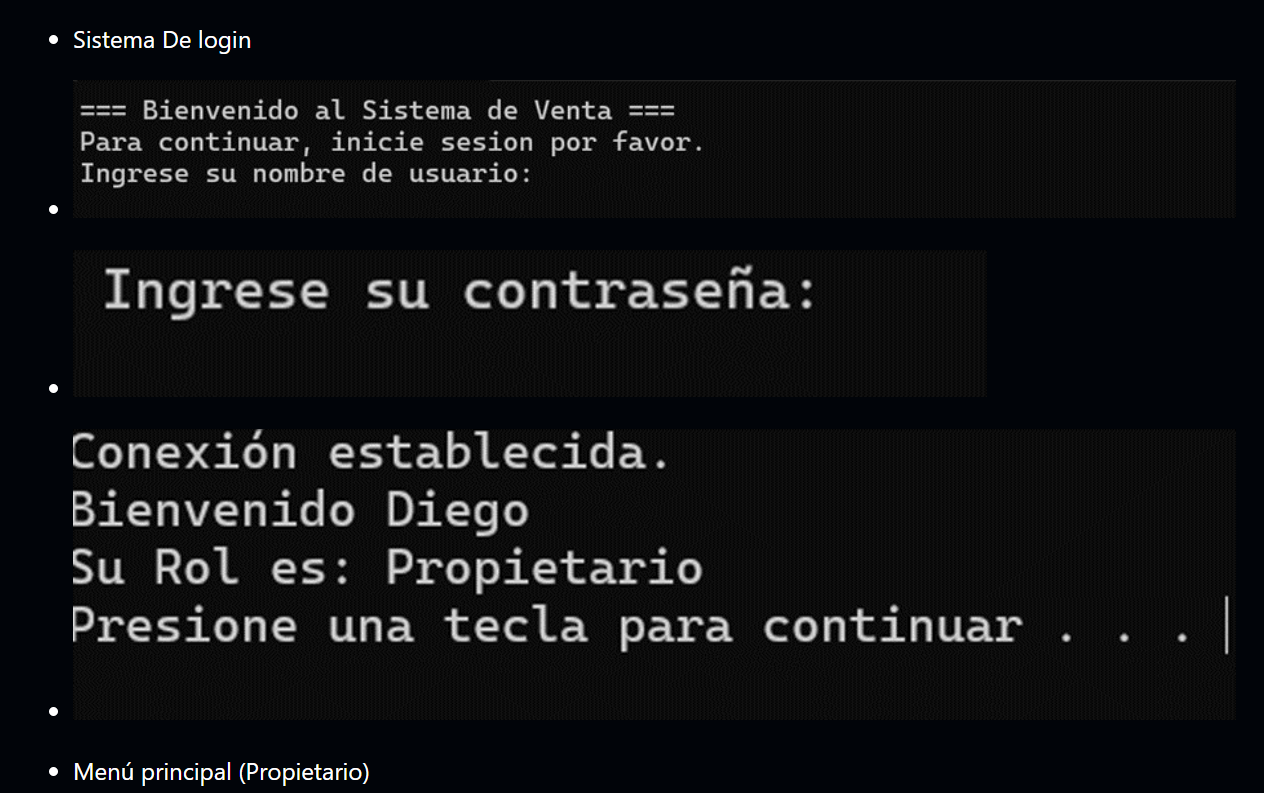 Sistema De login
=== Bienvenido al Sistema de Venta ===
Para continuar, inicie sesion por favor.
Ingrese su nombre de usuario:
Ingrese su contraseña:
Conexión establecida.
Bienvenido Diego
Su Rol es: Propietario
Presione una tecla para continuar . . .
Menú principal (Propietario)